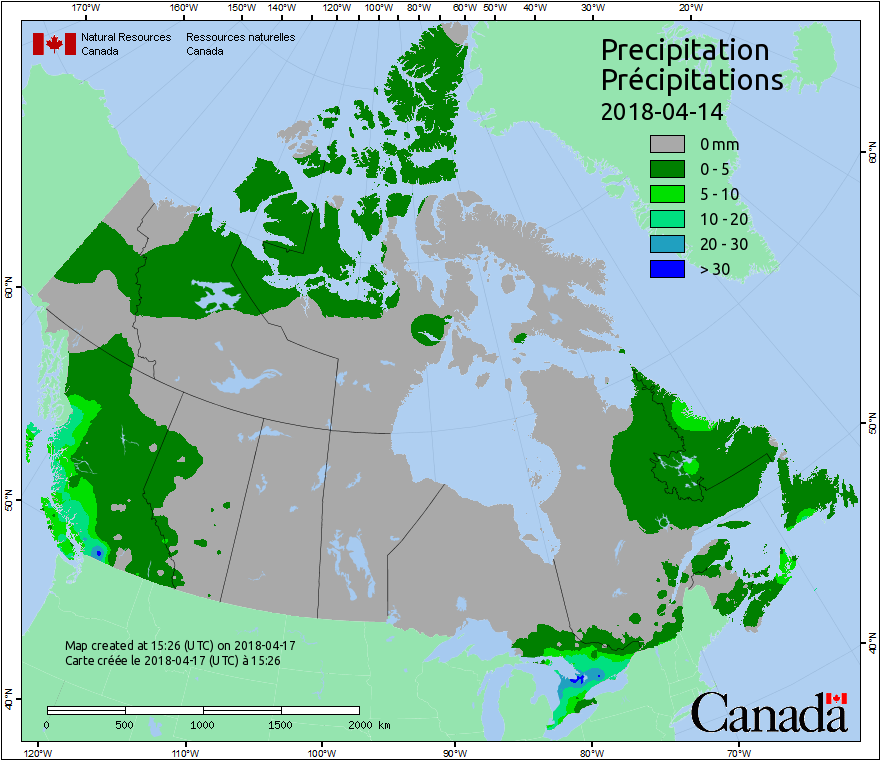 170°W 160°W 150°W 140°W 130°W 120°W 110°W 100°W 90°W 80°W 70°W 60°W 50°W 40°W 30°W 20°W
Natural Resources Canada
Ressources naturelles Canada
Precipitation
Précipitations
2018-04-14
0 mm
0 - 5
5 - 10
10 - 20
20 - 30
> 30
60°N
60°N
50°N
50°N
40°N
40°N
Map created at 15:26 (UTC) on 2018-04-17
Carte créée le 2018-04-17 (UTC) à 15:26
0 500 1000 1500 2000 km
Canada
120°W 110°W 100°W 90°W 80°W 70°W